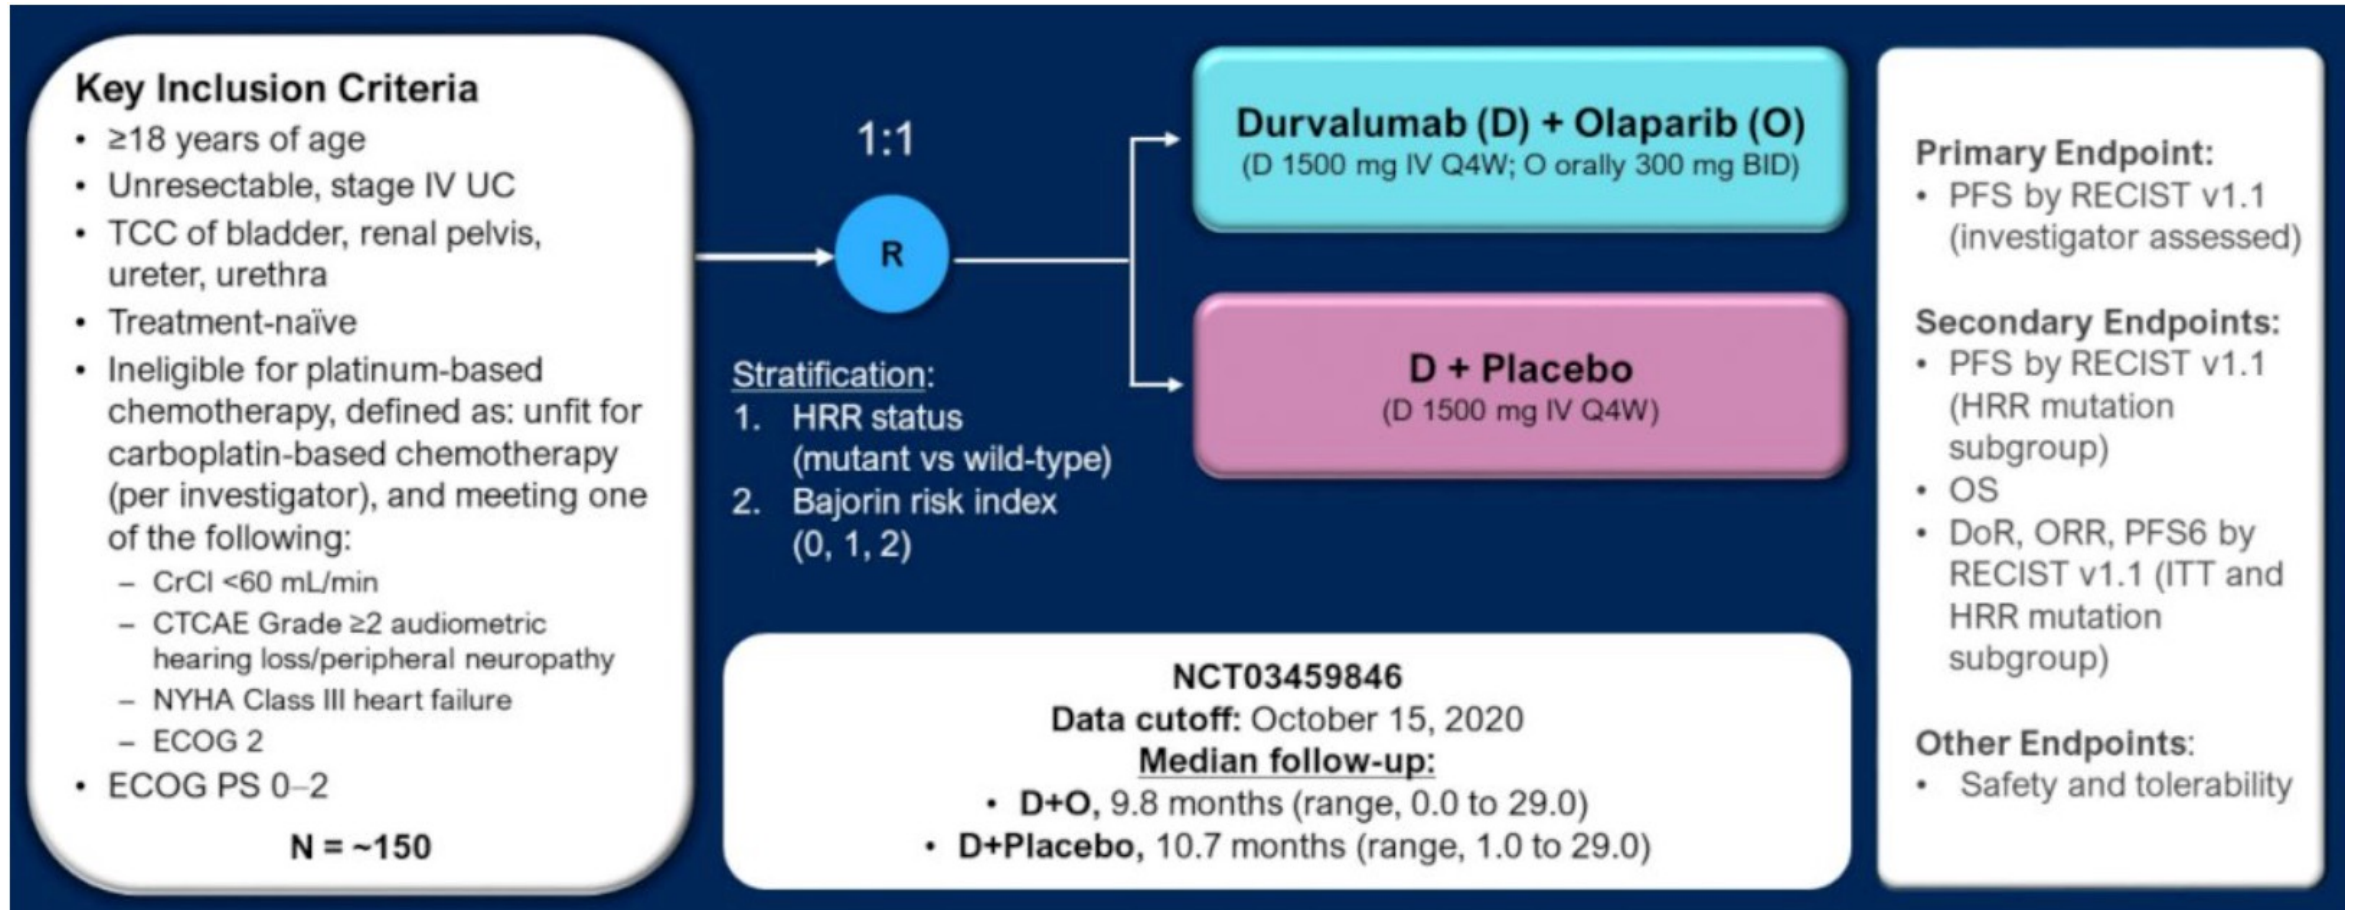 Key Inclusion Criteria
• ≥18 years of age
• Unresectable, stage IV UC
• TCC of bladder, renal pelvis,
ureter, urethra
• Treatment-naïve
• Ineligible for platinum-based
chemotherapy, defined as: unfit for
carboplatin-based chemotherapy
(per investigator), and meeting one
of the following:
– CrCl <60 mL/min
– CTCAE Grade ≥2 audiometric
hearing loss/peripheral neuropathy
– NYHA Class III heart failure
– ECOG 2
• ECOG PS 0–2
N = ~150
1:1
R
Stratification:
1. HRR status
(mutant vs wild-type)
2. Bajorin risk index
(0, 1, 2)
Durvalumab (D) + Olaparib (O)
(D 1500 mg IV Q4W; O orally 300 mg BID)
D + Placebo
(D 1500 mg IV Q4W)
NCT03459846
Data cutoff: October 15, 2020
Median follow-up:
• D+O, 9.8 months (range, 0.0 to 29.0)
• D+Placebo, 10.7 months (range, 1.0 to 29.0)
Primary Endpoint:
• PFS by RECIST v1.1
(investigator assessed)
Secondary Endpoints:
• PFS by RECIST v1.1
(HRR mutation
subgroup)
• OS
• DoR, ORR, PFS6 by
RECIST v1.1 (ITT and
HRR mutation
subgroup)
Other Endpoints:
• Safety and tolerability